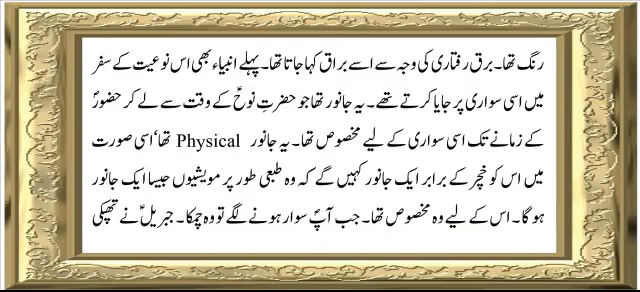 رنگ تھا۔ برق رفتاری کی وجہ سے اسے براق کہا جاتا تھا۔ پہلے انبیاء بھی اس نوعیت کے سفر
میں اسی سواری پر جایا کرتے تھے۔ یہ جانور تھا جو حضرتِ نوحؑ کے وقت سے لے کر حضورؐ
کے زمانے تک اسی سواری کے لیے مخصوص تھا۔ یہ جانور Physical تھا‘ اسی صورت
میں اس کو خچر کے برابر ایک جانور کہیں گے کہ وہ طبعی طور پر مویشیوں جیسا ایک جانور
ہو گا۔ اس کے لیے وہ مخصوص تھا۔ جب آپؐ سوار ہونے لگے تو وہ چمکا۔ جبریلؑ نے تھپکی